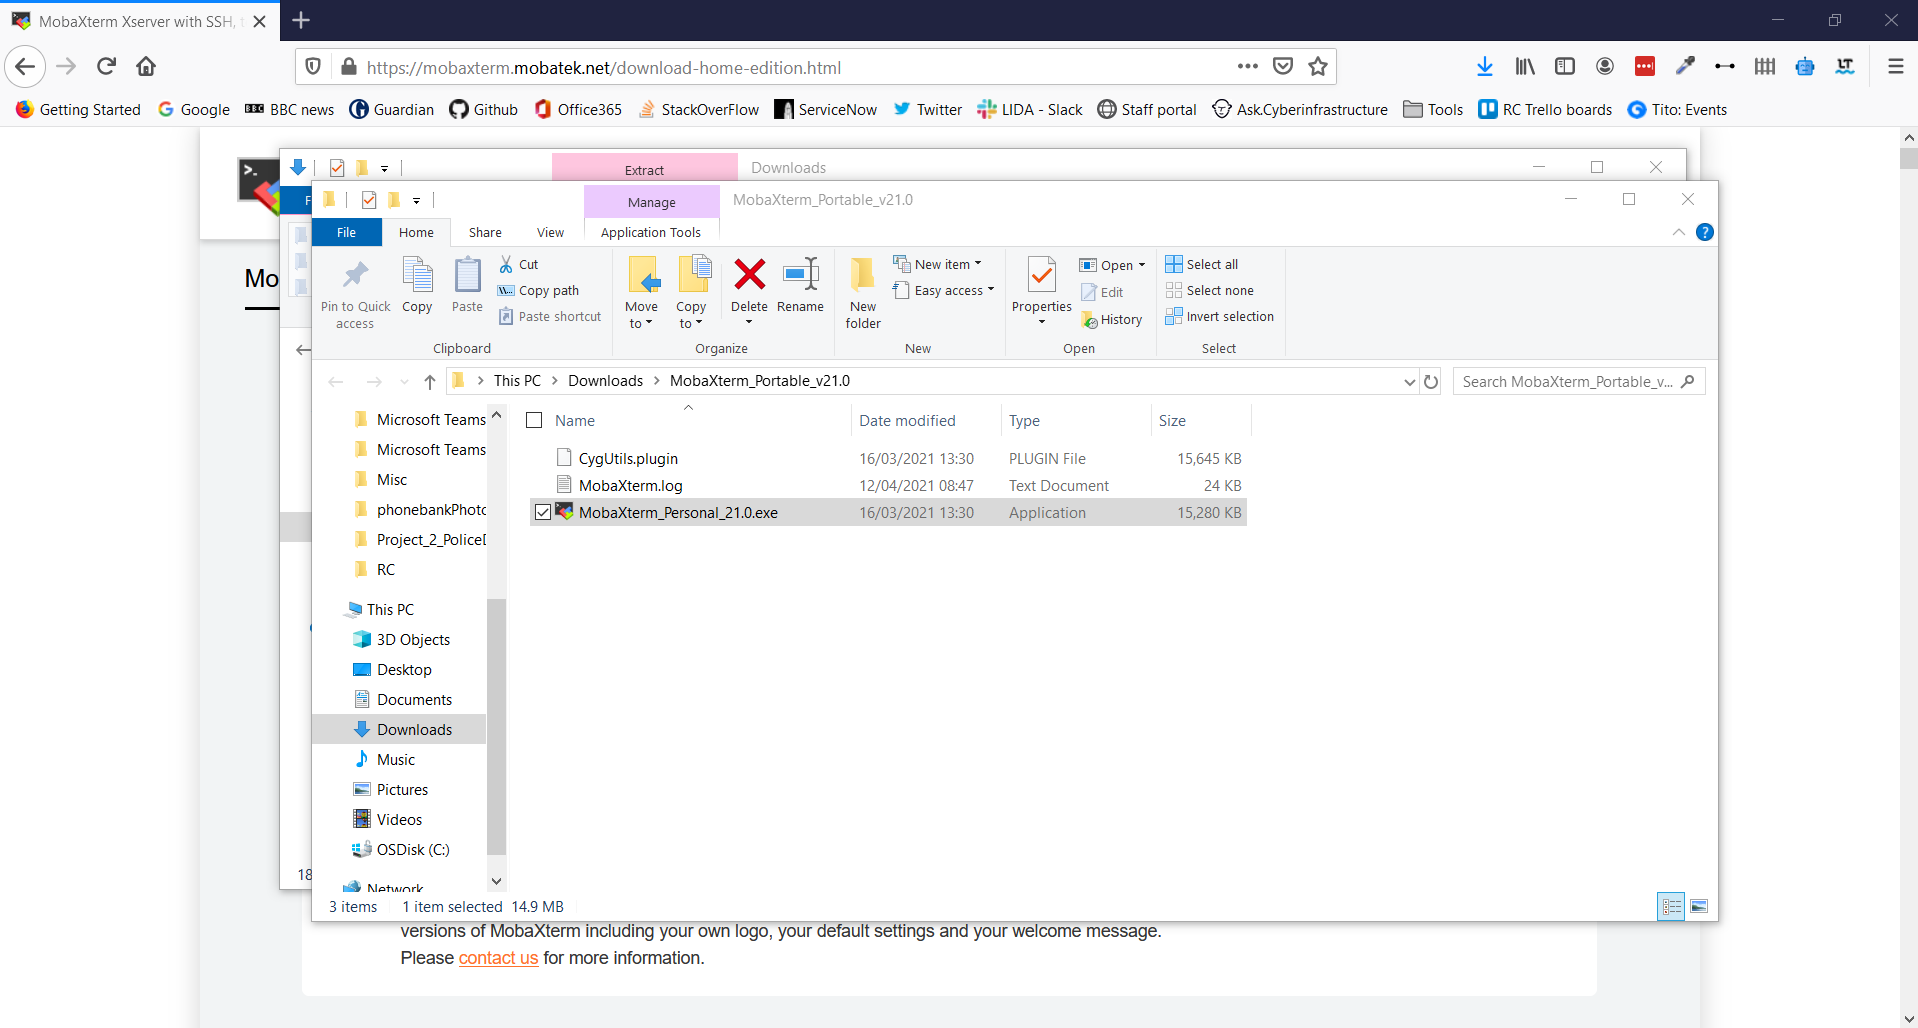 MobaXterm Xserver with SSH, t
https://mobaxterm.mobatek.net/download-home-edition.html
Getting Started Google BBC news Guardian Github Office365 StackOverFlow ServiceNow Twitter LIDA - Slack Staff portal Ask.Cyberinfrastructure Tools RC Trello boards Tito: Events
Extract Downloads
Manage MobaXterm_Portable_v21.0
File Home Share View Application Tools
Mo
Pin to Quick access
Copy
Paste
Cut
Copy path
Paste shortcut
Clipboard
Move to
Copy to
Delete
Rename
Organize
New folder
New item
Easy access
New
Properties
Open
Edit
History
Open
Select all
Select none
Invert selection
Select
This PC > Downloads > MobaXterm_Portable_v21.0
Search MobaXterm_Portable_v...
Microsoft Teams
Microsoft Teams
Misc
phonebankPhoto
Project_2_PoliceD
RC
This PC
3D Objects
Desktop
Documents
Downloads
Music
Pictures
Videos
OSDisk (C:)
Network
Name Date modified Type Size
CygUtils.plugin 16/03/2021 13:30 PLUGIN File 15,645 KB
MobaXterm.log 12/04/2021 08:47 Text Document 24 KB
MobaXterm_Personal_21.0.exe 16/03/2021 13:30 Application 15,280 KB
18
3 items 1 item selected 14.9 MB
versions of MobaXterm including your own logo, your default settings and your welcome message.
Please contact us for more information.